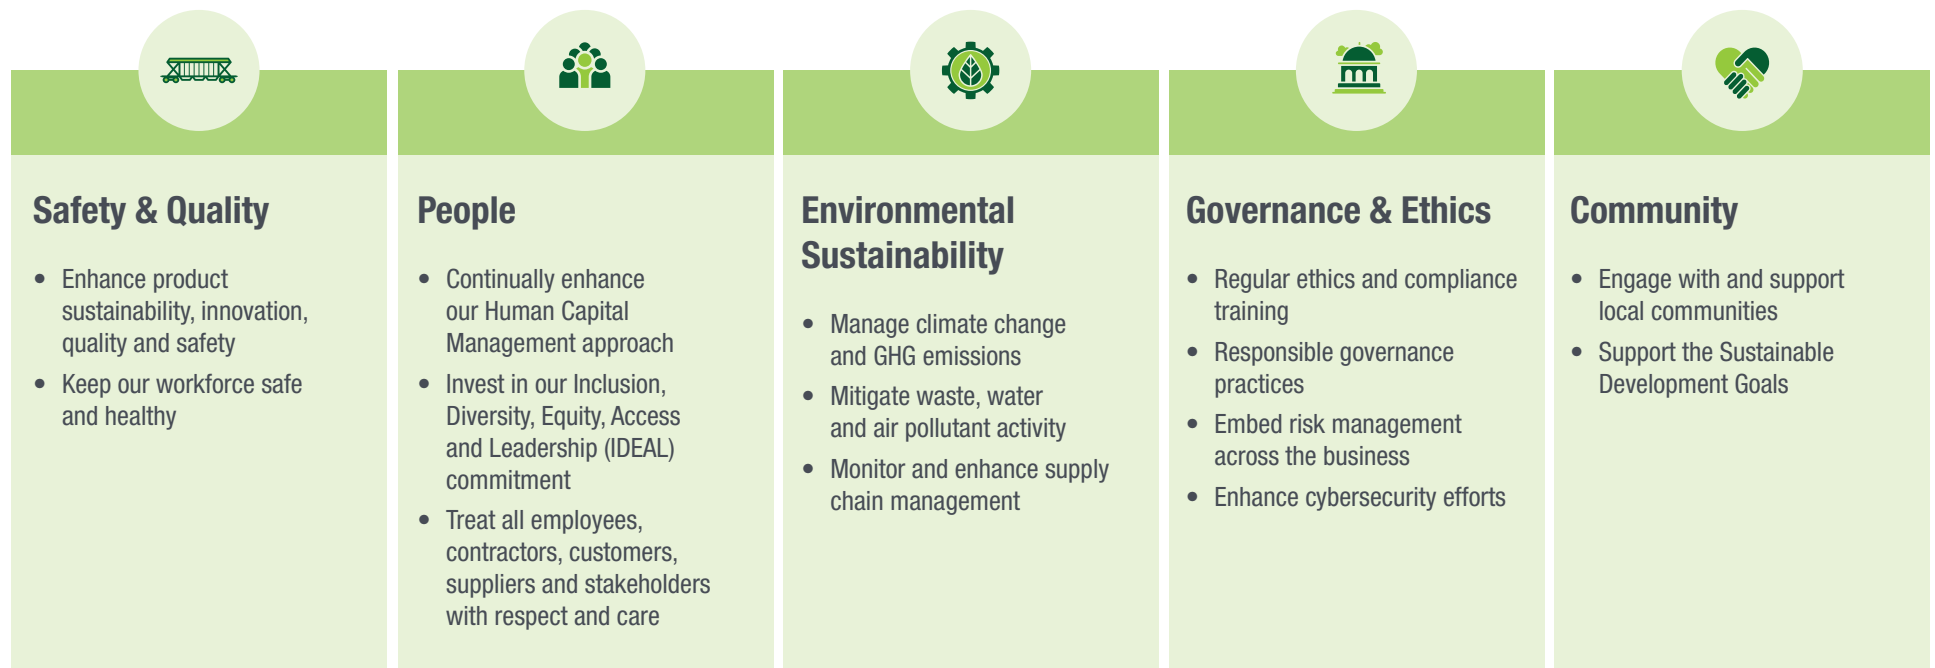 Safety & Quality
• Enhance product
sustainability, innovation,
quality and safety
• Keep our workforce safe
and healthy
People
• Continually enhance
our Human Capital
Management approach
• Invest in our Inclusion,
Diversity, Equity, Access
and Leadership (IDEAL)
commitment
• Treat all employees,
contractors, customers,
suppliers and stakeholders
with respect and care
Environmental
Sustainability
• Manage climate change
and GHG emissions
• Mitigate waste, water
and air pollutant activity
• Monitor and enhance supply
chain management
Governance & Ethics
• Regular ethics and compliance
training
• Responsible governance
practices
• Embed risk management
across the business
• Enhance cybersecurity efforts
Community
• Engage with and support
local communities
• Support the Sustainable
Development Goals